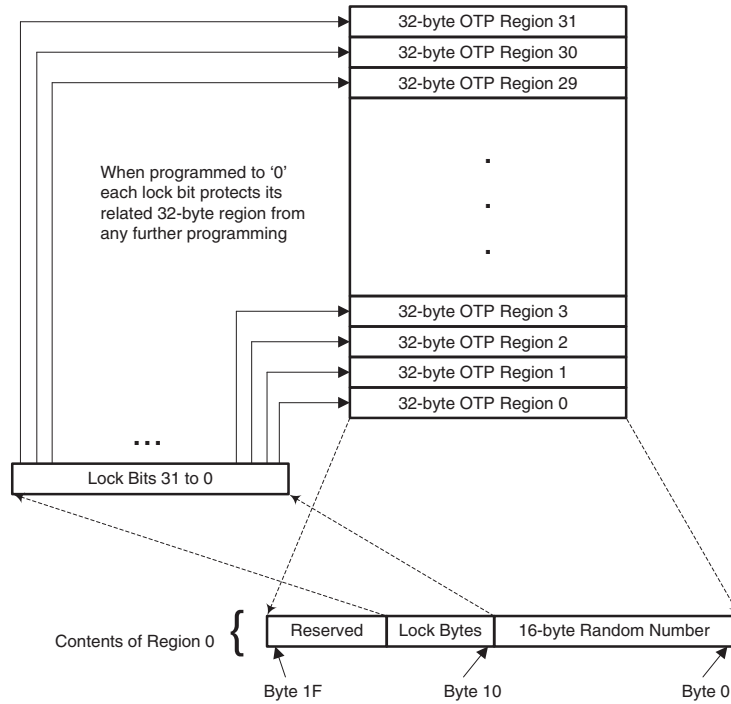 32-byte OTP Region 31
32-byte OTP Region 30
32-byte OTP Region 29
When programmed to ‘0’
each lock bit protects its
related 32-byte region from
any further programming
.
.
.
32-byte OTP Region 3
32-byte OTP Region 2
32-byte OTP Region 1
32-byte OTP Region 0
...
Lock Bits 31 to 0
Contents of Region 0 {
Reserved
Lock Bytes
16-byte Random Number
Byte 1F
Byte 10
Byte 0